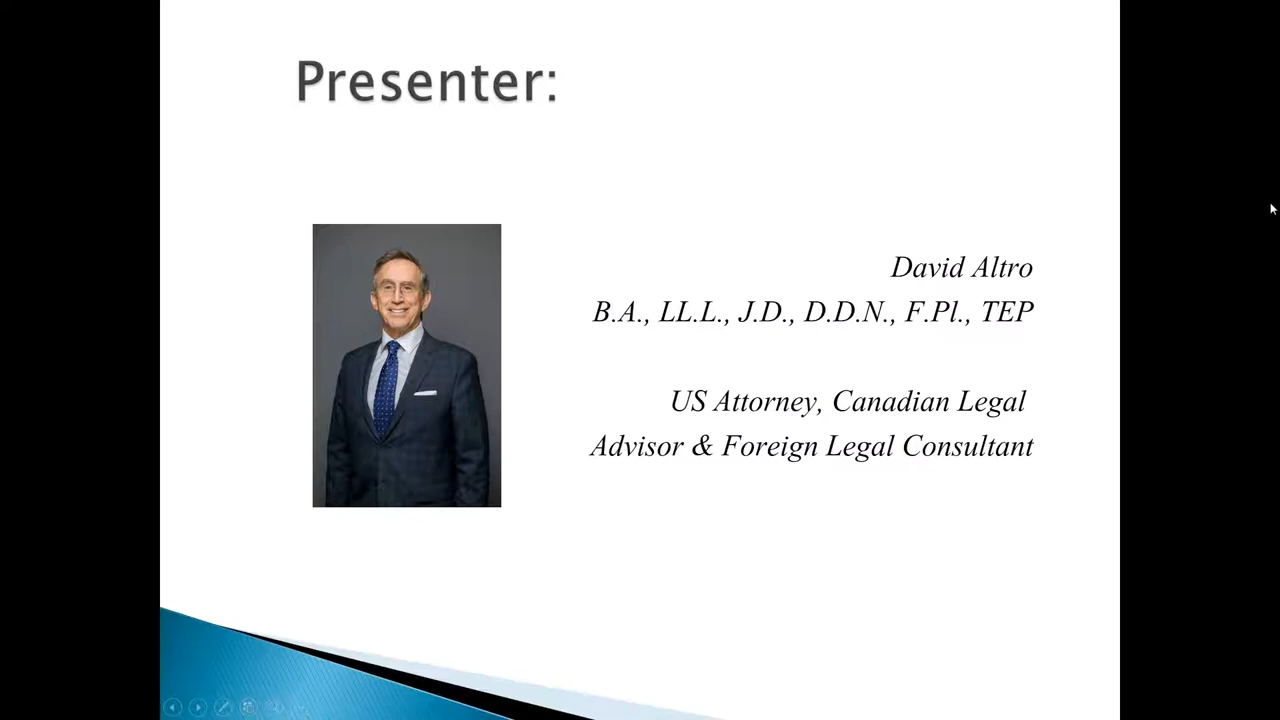 Presenter:
David Altro
B.A., LL.L., J.D., D.D.N., F.Pl., TEP
US Attorney, Canadian Legal
Advisor & Foreign Legal Consultant